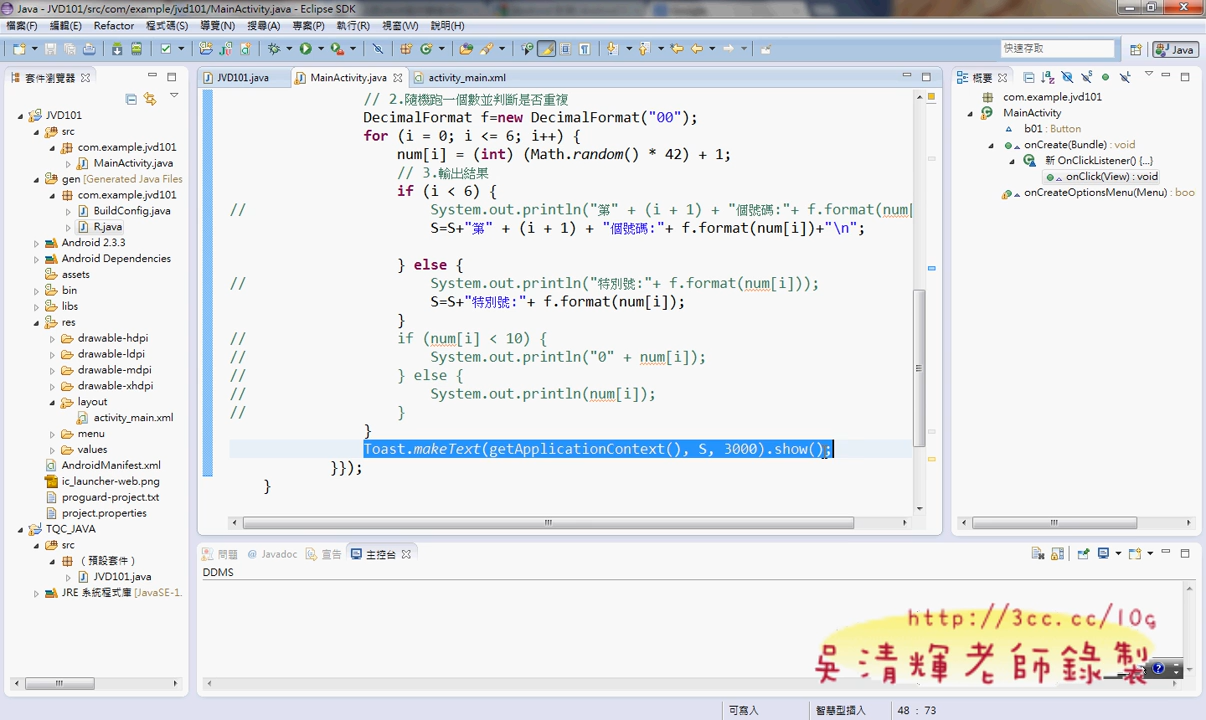 Java - JVD101/src/com/example/jvd101/MainActivity.java - Eclipse SDK
檔案(F) 編輯(E) Refactor 程式碼(S) 導覽(N) 搜尋(A) 專案(P) 執行(R) 視窗(W) 說明(H)
快速存取
Java
套件瀏覽器
JVD101
src
com.example.jvd101
MainActivity.java
gen [Generated Java Files
com.example.jvd101
BuildConfig.java
R.java
Android 2.3.3
Android Dependencies
assets
bin
libs
res
drawable-hdpi
drawable-ldpi
drawable-mdpi
drawable-xhdpi
layout
activity_main.xml
menu
values
AndroidManifest.xml
ic_launcher-web.png
proguard-project.txt
project.properties
TQC_JAVA
src
(預設套件)
JVD101.java
JRE 系統程式庫 [JavaSE-1.
JVD101.java MainActivity.java activity_main.xml
// 2.隨機跑一個數並判斷是否重複
DecimalFormat f=new DecimalFormat("00");
for (i = 0; i <= 6; i++) {
num[i] = (int) (Math.random() * 42) + 1;
// 3.輸出結果
if (i < 6) {
// System.out.println("第" + (i + 1) + "個號碼:"+ f.format(num[
S=S+"第" + (i + 1) + "個號碼:"+ f.format(num[i])+"\n";
} else {
// System.out.println("特別號:"+ f.format(num[i]));
S=S+"特別號:"+ f.format(num[i]);
}
// if (num[i] < 10) {
// System.out.println("0" + num[i]);
// } else {
// System.out.println(num[i]);
// }
}
Toast.makeText(getApplicationContext(), S, 3000).show();
}});
}
概要
com.example.jvd101
MainActivity
b01 : Button
onCreate(Bundle) : void
新 OnClickListener() {...}
onClick(View) : void
onCreateOptionsMenu(Menu) : boo
問題 @ Javadoc 宣告 主控台
DDMS
http://3cc.cc/10g
吳清輝老師錄製
可寫入 智慧型插入 48 : 73